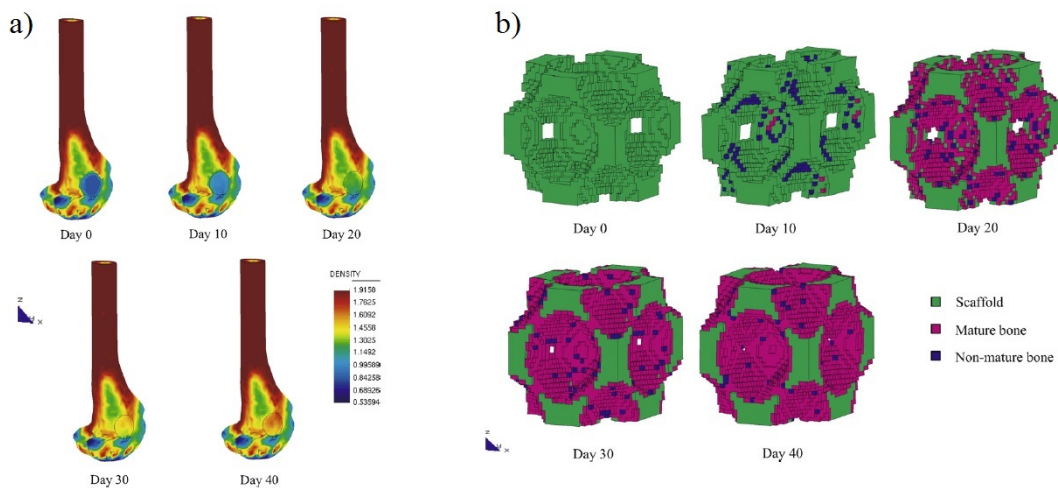 a)
Day 0
Day 10
Day 20
DENSITY
1.9158
1.7625
1.6092
1.4558
1.3025
1.1492
0.99589
0.84258
0.68926
0.53594
Z
X
Day 30
Day 40
b)
Day 0
Day 10
Day 20
Scaffold
Mature bone
Non-mature bone
X
Day 30
Day 40